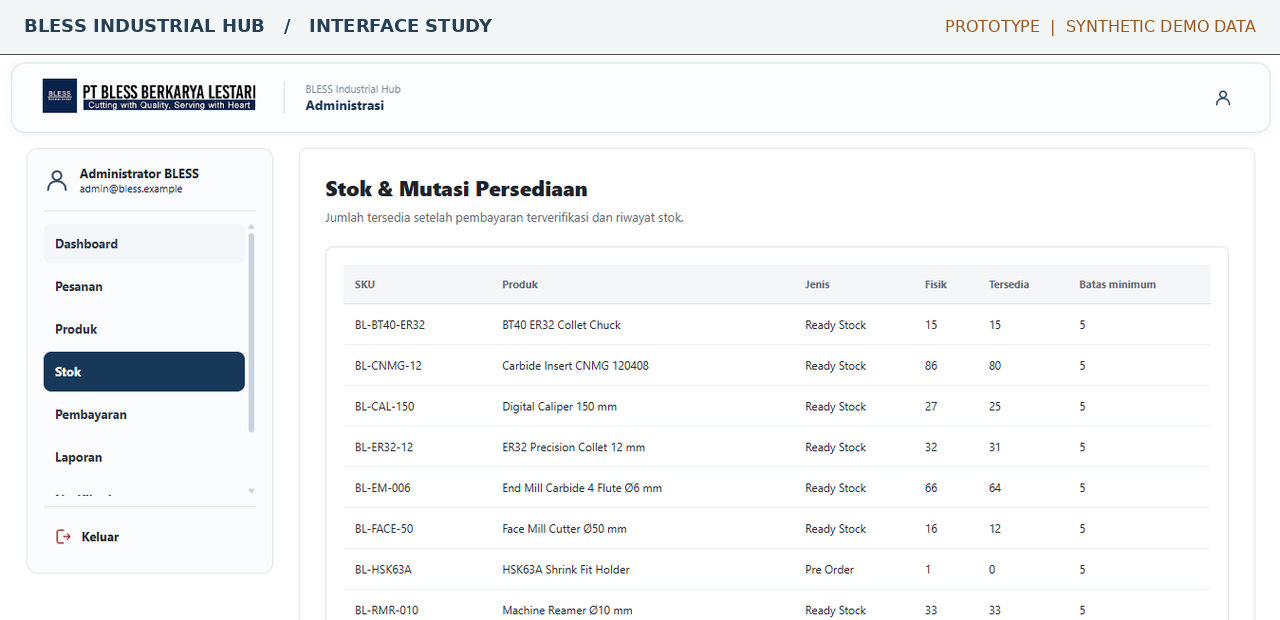 BLESS INDUSTRIAL HUB / INTERFACE STUDY
PROTOTYPE | SYNTHETIC DEMO DATA
BLESS
PT BLESS BERKARYA LESTARI
Cutting with Quality, Serving with Heart
BLESS Industrial Hub
Administrasi
Administrator BLESS
admin@bless.example
Dashboard
Pesanan
Produk
Stok
Pembayaran
Laporan
Keluar
Stok & Mutasi Persediaan
Jumlah tersedia setelah pembayaran terverifikasi dan riwayat stok.
SKU Produk Jenis Fisik Tersedia Batas minimum
BL-BT40-ER32 BT40 ER32 Collet Chuck Ready Stock 15 15 5
BL-CNMG-12 Carbide Insert CNMG 120408 Ready Stock 86 80 5
BL-CAL-150 Digital Caliper 150 mm Ready Stock 27 25 5
BL-ER32-12 ER32 Precision Collet 12 mm Ready Stock 32 31 5
BL-EM-006 End Mill Carbide 4 Flute Ø6 mm Ready Stock 66 64 5
BL-FACE-50 Face Mill Cutter Ø50 mm Ready Stock 16 12 5
BL-HSK63A HSK63A Shrink Fit Holder Pre Order 1 0 5
BL-RMR-010 Machine Reamer Ø10 mm Ready Stock 33 33 5